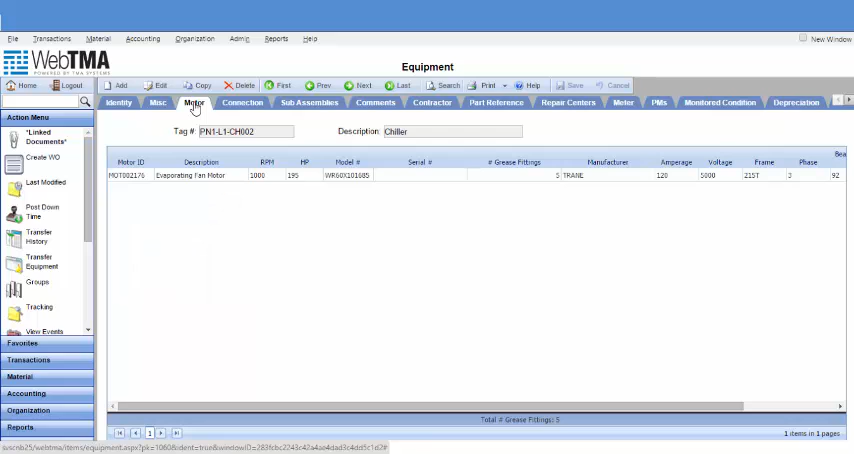 File Transactions Material Accounting Organization Admin Reports Help New Window
WebTMA
POWERED BY TMA SYSTEMS
Equipment
Home Logout Add Edit Copy Delete First Prev Next Last Search Print Help Save Cancel
Identity Misc Motor Connection Sub Assemblies Comments Contractor Part Reference Repair Centers Meter PMs Monitored Condition Depreciation
Action Menu
*Linked
Documents*
Create WO
Last Modified
Post Down
Time
Transfer
History
Transfer
Equipment
Groups
Tracking
View Events
Favorites
Transactions
Material
Accounting
Organization
Reports
Tag #: PN1-L1-CH002 Description: Chiller
Motor ID Description RPM HP Model # Serial # # Grease Fittings Manufacturer Amperage Voltage Frame Phase Bea
MOT002176 Evaporating Fan Motor 1000 195 WR60X101685 5 TRANE 120 5000 215T 3 92
Total # Grease Fittings: 5
1
1 items in 1 pages